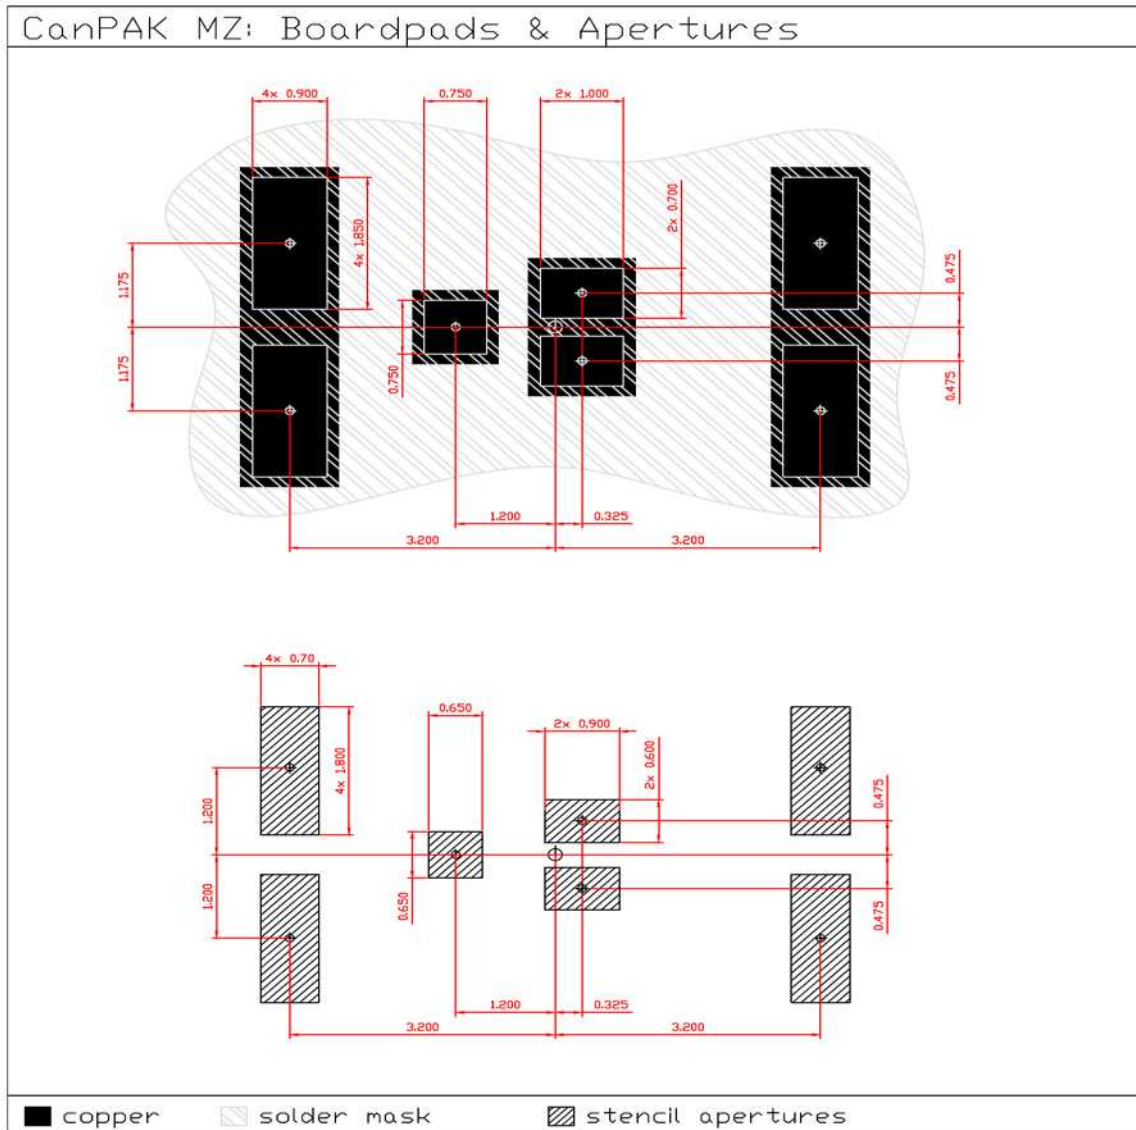 CanPAK MZ: Boardpads & Apertures
4x 0.900
0.750
2x 1.000
2x 0.700
4x 1.850
1.175
0.475
1.175
0.750
0.475
1.200
0.325
3.200
3.200
4x 0.70
0.650
2x 0.900
2x 0.600
4x 1.800
1.200
0.475
1.200
0.650
0.475
1.200
0.325
3.200
3.200
copper
solder mask
stencil apertures